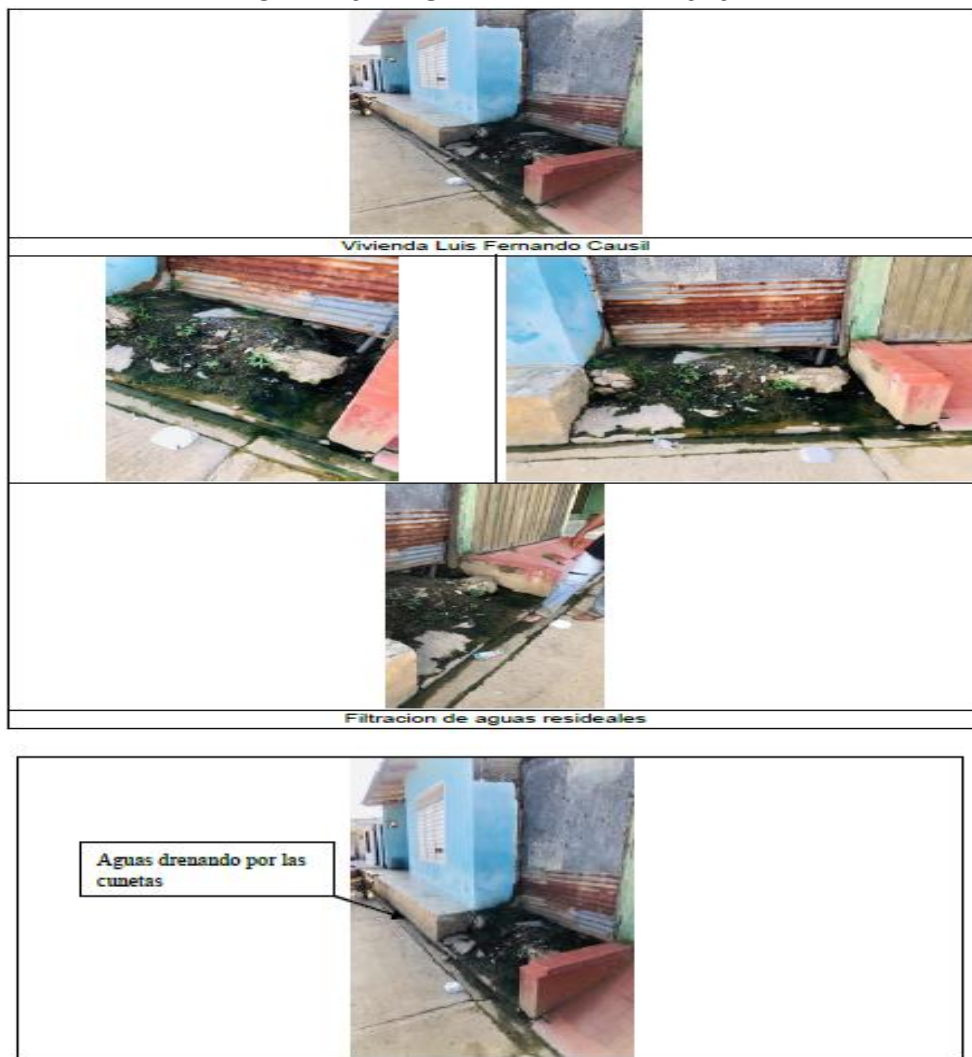 Vivienda Luis Fernando Causil
Filtracion de aguas resideales
Aguas drenando por las
cunetas